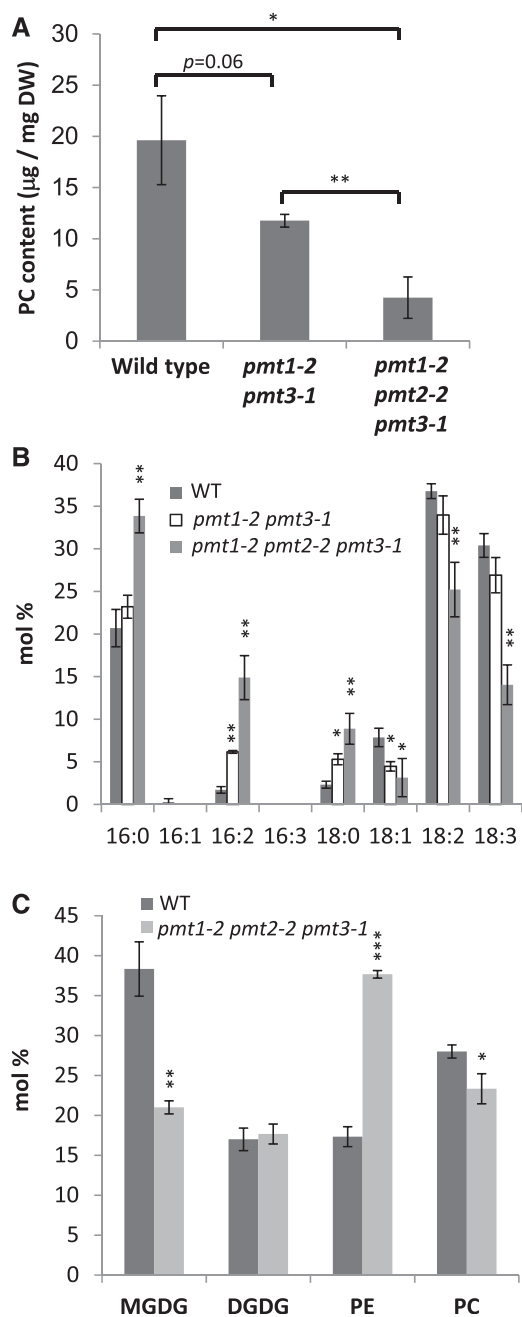 A
PC content (µg / mg DW)
30
25
20
15
10
5
0
*
p=0.06
**
Wild type
pmt1-2
pmt3-1
pmt1-2
pmt2-2
pmt3-1
B
mol %
40
35
30
25
20
15
10
5
0
WT
pmt1-2 pmt3-1
pmt1-2 pmt2-2 pmt3-1
**
**
**
*
**
*
*
**
**
16:0 16:1 16:2 16:3 18:0 18:1 18:2 18:3
C
mol %
45
40
35
30
25
20
15
10
5
0
WT
pmt1-2 pmt2-2 pmt3-1
**
***
*
MGDG DGDG PE PC